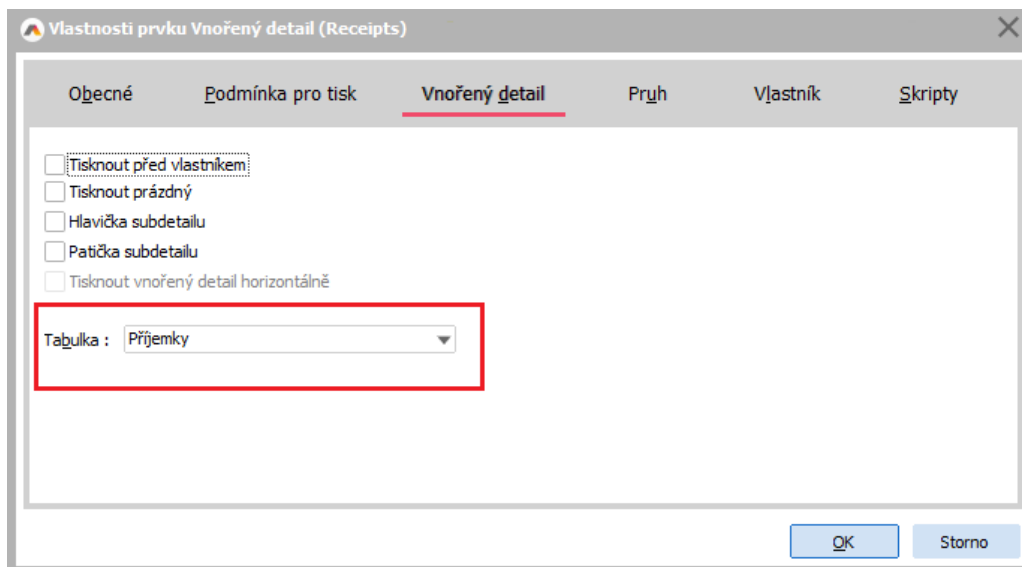 Vlastnosti prvku Vnořený detail (Receipts)
Obecné Podmínka pro tisk Vnořený detail Pruh Vlastník Skripty
Tisknout před vlastníkem
Tisknout prázdný
Hlavička subdetailu
Patička subdetailu
Tisknout vnořený detail horizontálně
Tabulka : Příjemky
OK Storno